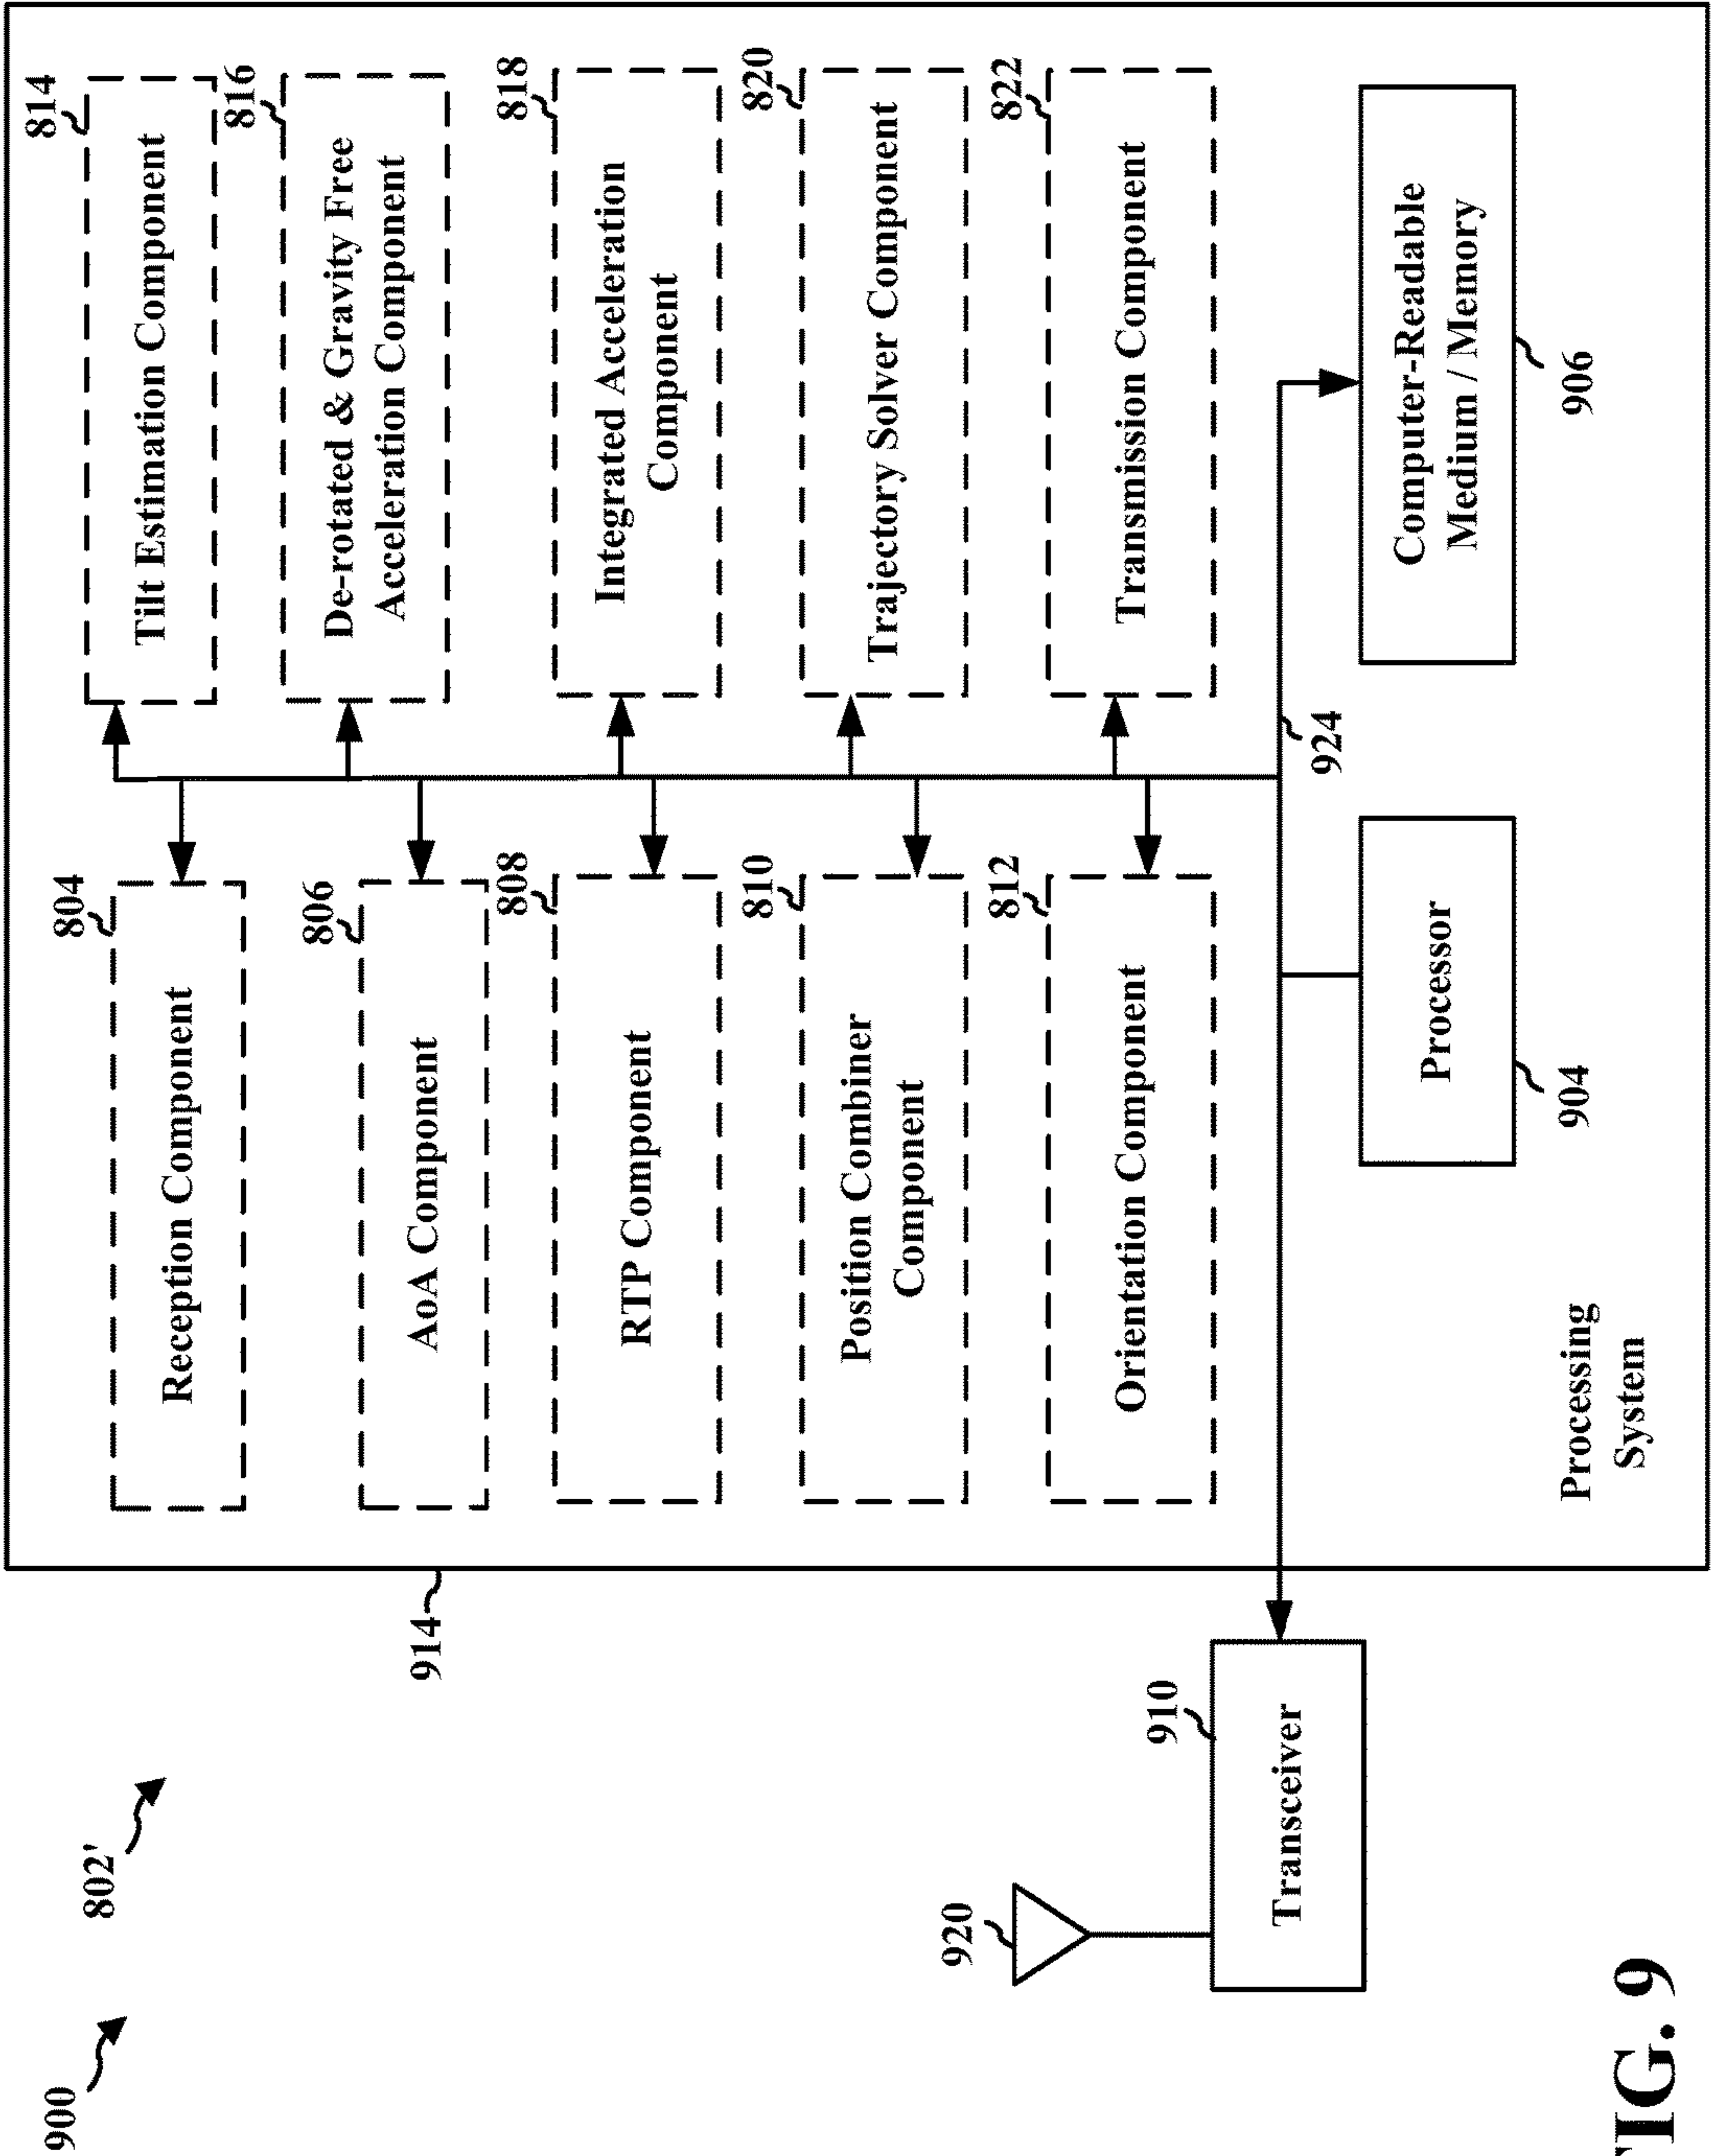 900
802'
914
804
Reception Component
814
Tilt Estimation Component
806
AoA Component
816
De-rotated & Gravity Free
Acceleration Component
808
RTP Component
818
Integrated Acceleration
Component
810
Position Combiner
Component
820
Trajectory Solver Component
812
Orientation Component
822
Transmission Component
920
910
Transceiver
924
Processor
904
Computer-Readable
Medium / Memory
906
Processing
System
IG. 9